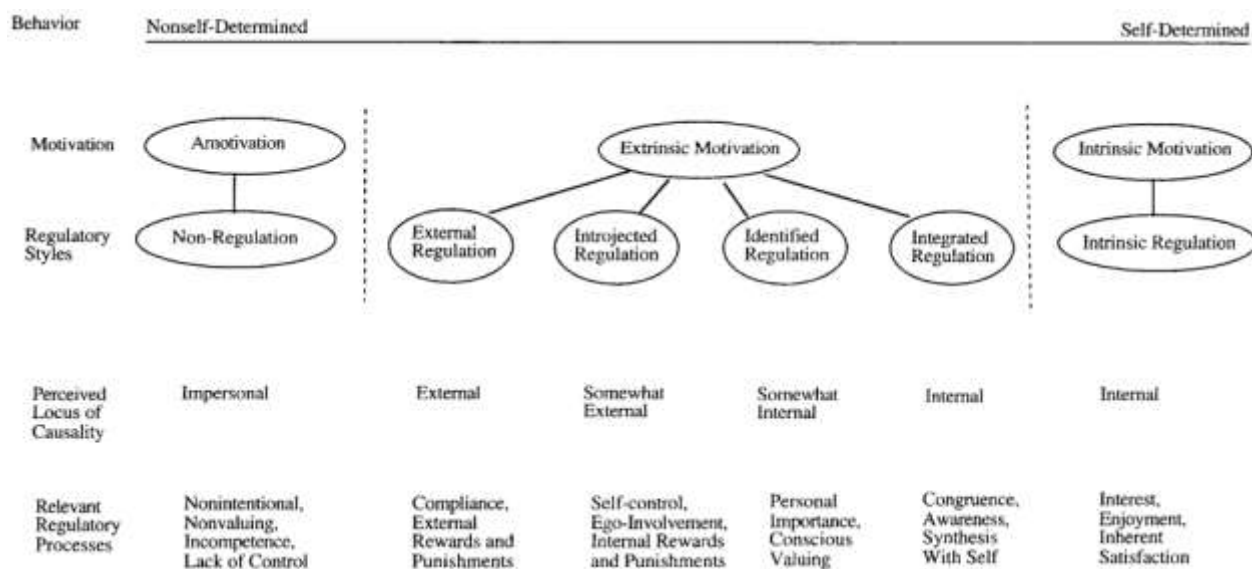 Behavior Nonself-Determined Self-Determined
Motivation Amotivation Extrinsic Motivation Intrinsic Motivation
Regulatory Styles
Non-Regulation
External
Regulation
Introjected
Regulation
Identified
Regulation
Integrated
Regulation
Intrinsic Regulation
Perceived
Locus of
Causality
Impersonal
External
Somewhat
External
Somewhat
Internal
Internal
Internal
Relevant
Regulatory
Processes
Nonintentional,
Nonvaluing,
Incompetence,
Lack of Control
Compliance,
External
Rewards and
Punishments
Self-control,
Ego-Involvement,
Internal Rewards
and Punishments
Personal
Importance,
Conscious
Valuing
Congruence,
Awareness,
Synthesis
With Self
Interest,
Enjoyment,
Inherent
Satisfaction